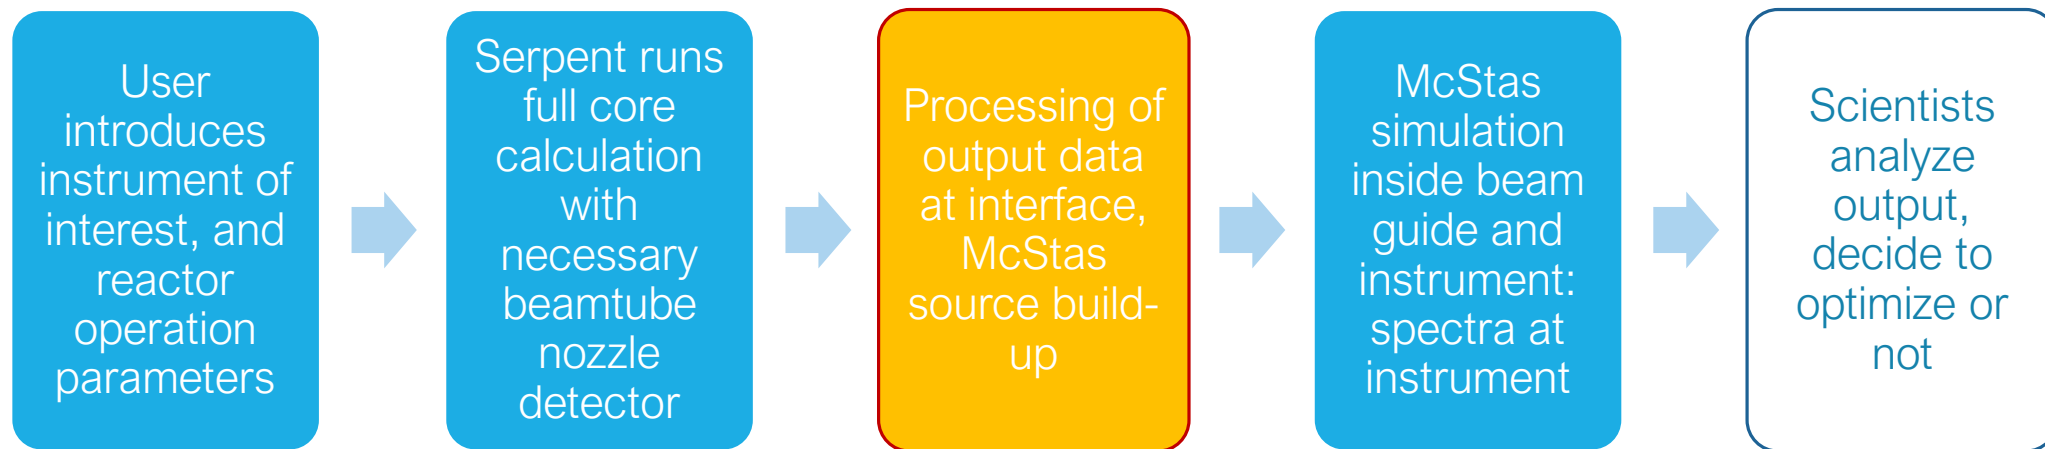 User
introduces
instrument of
interest, and
reactor
operation
parameters
Serpent runs
full core
calculation
with
necessary
beamtube
nozzle
detector
Processing of
output data
at interface,
McStas
source build-
up
McStas
simulation
inside beam
guide and
instrument:
spectra at
instrument
Scientists
analyze
output,
decide to
optimize or
not